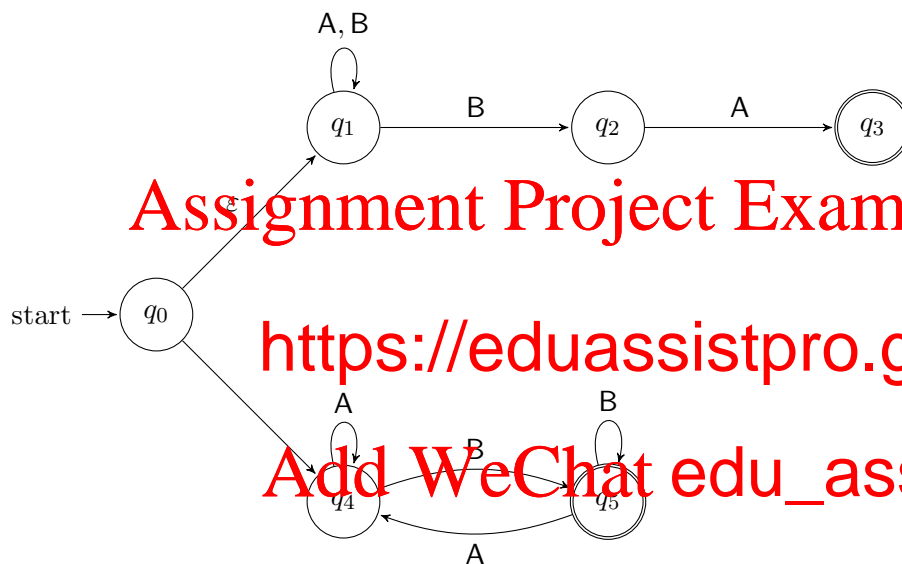 A, B
q1 B q2 A q3
ε
Assignment Project Exam
start q0
https://eduassistpro.g
A B
B
Add WeChat edu_ass
q4 q5
A